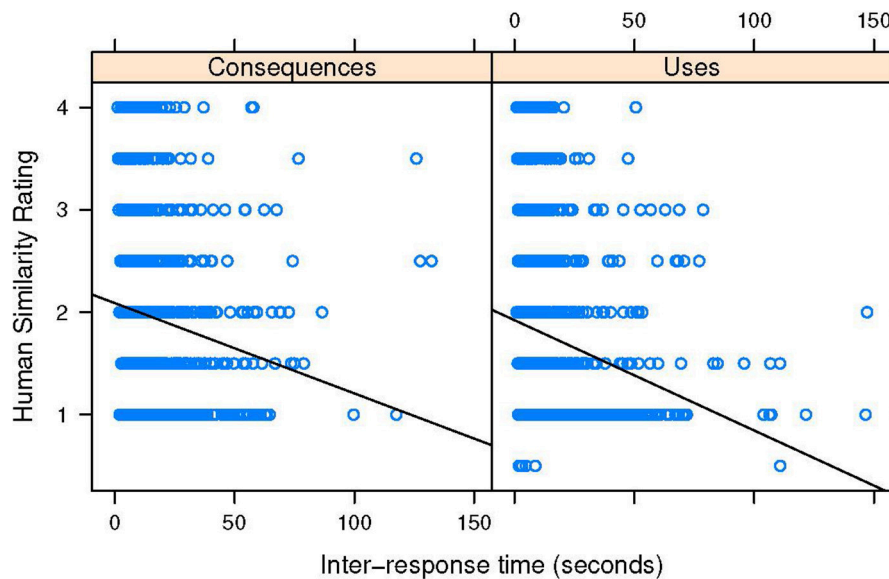 0 50 100 150
Consequences Uses
4
3
2
1
Human Similarity Rating
0 50 100 150
Inter-response time (seconds)